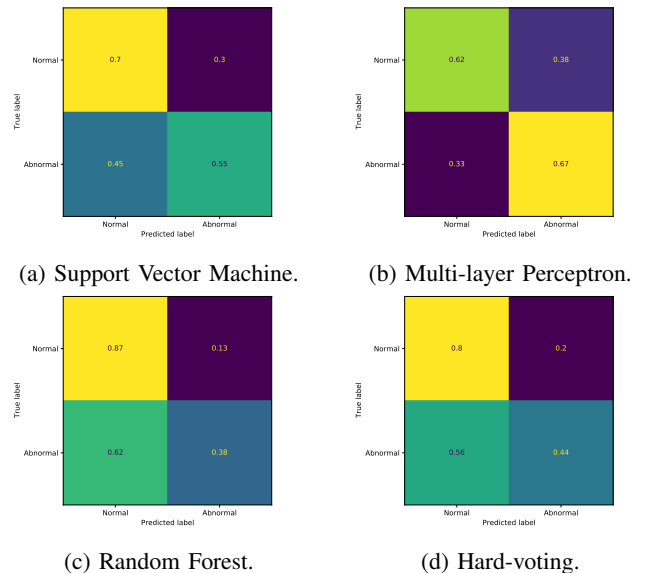 Normal
0.7
0.3
True label
Abnormal
0.45
0.55
Normal
Abnormal
Predicted label
(a) Support Vector Machine.
Normal
0.62
0.38
True label
Abnormal
0.33
0.67
Normal
Abnormal
Predicted label
(b) Multi-layer Perceptron.
Normal
0.87
0.13
True label
Abnormal
0.62
0.38
Normal
Abnormal
Predicted label
(c) Random Forest.
Normal
0.8
0.2
True label
Abnormal
0.56
0.44
Normal
Abnormal
Predicted label
(d) Hard-voting.